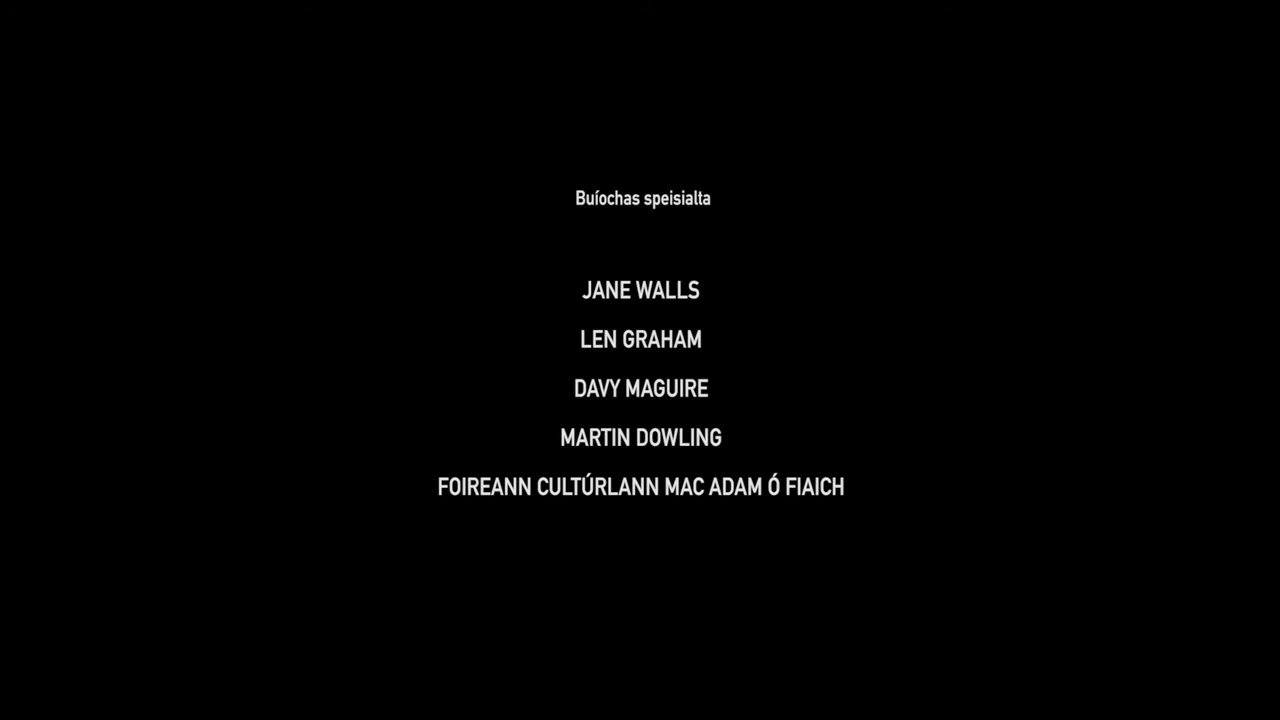 Buíochas speisialta
JANE WALLS
LEN GRAHAM
DAVY MAGUIRE
MARTIN DOWLING
FOIREANN CULTÚRLANN MAC ADAM Ó FIAICH